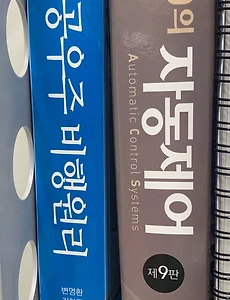 공우주 비행원리
변영환
의 자동제어
Automatic Control Systems
제9판